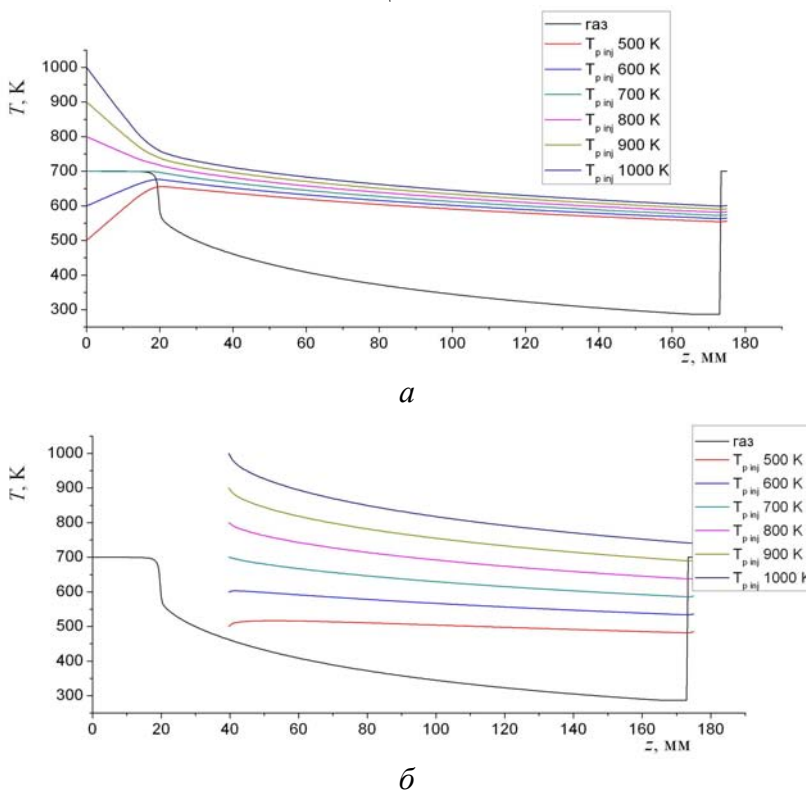 газ
T p inj 500 K
T p inj 600 K
T p inj 700 K
T p inj 800 K
T p inj 900 K
T p inj 1000 K
T, K
1000
900
800
700
600
500
400
300
0 20 40 60 80 100 120 140 160 180
z, мм
а
газ
T p inj 500 K
T p inj 600 K
T p inj 700 K
T p inj 800 K
T p inj 900 K
T p inj 1000 K
T, K
1000
900
800
700
600
500
400
300
0 20 40 60 80 100 120 140 160 180
z, мм
б